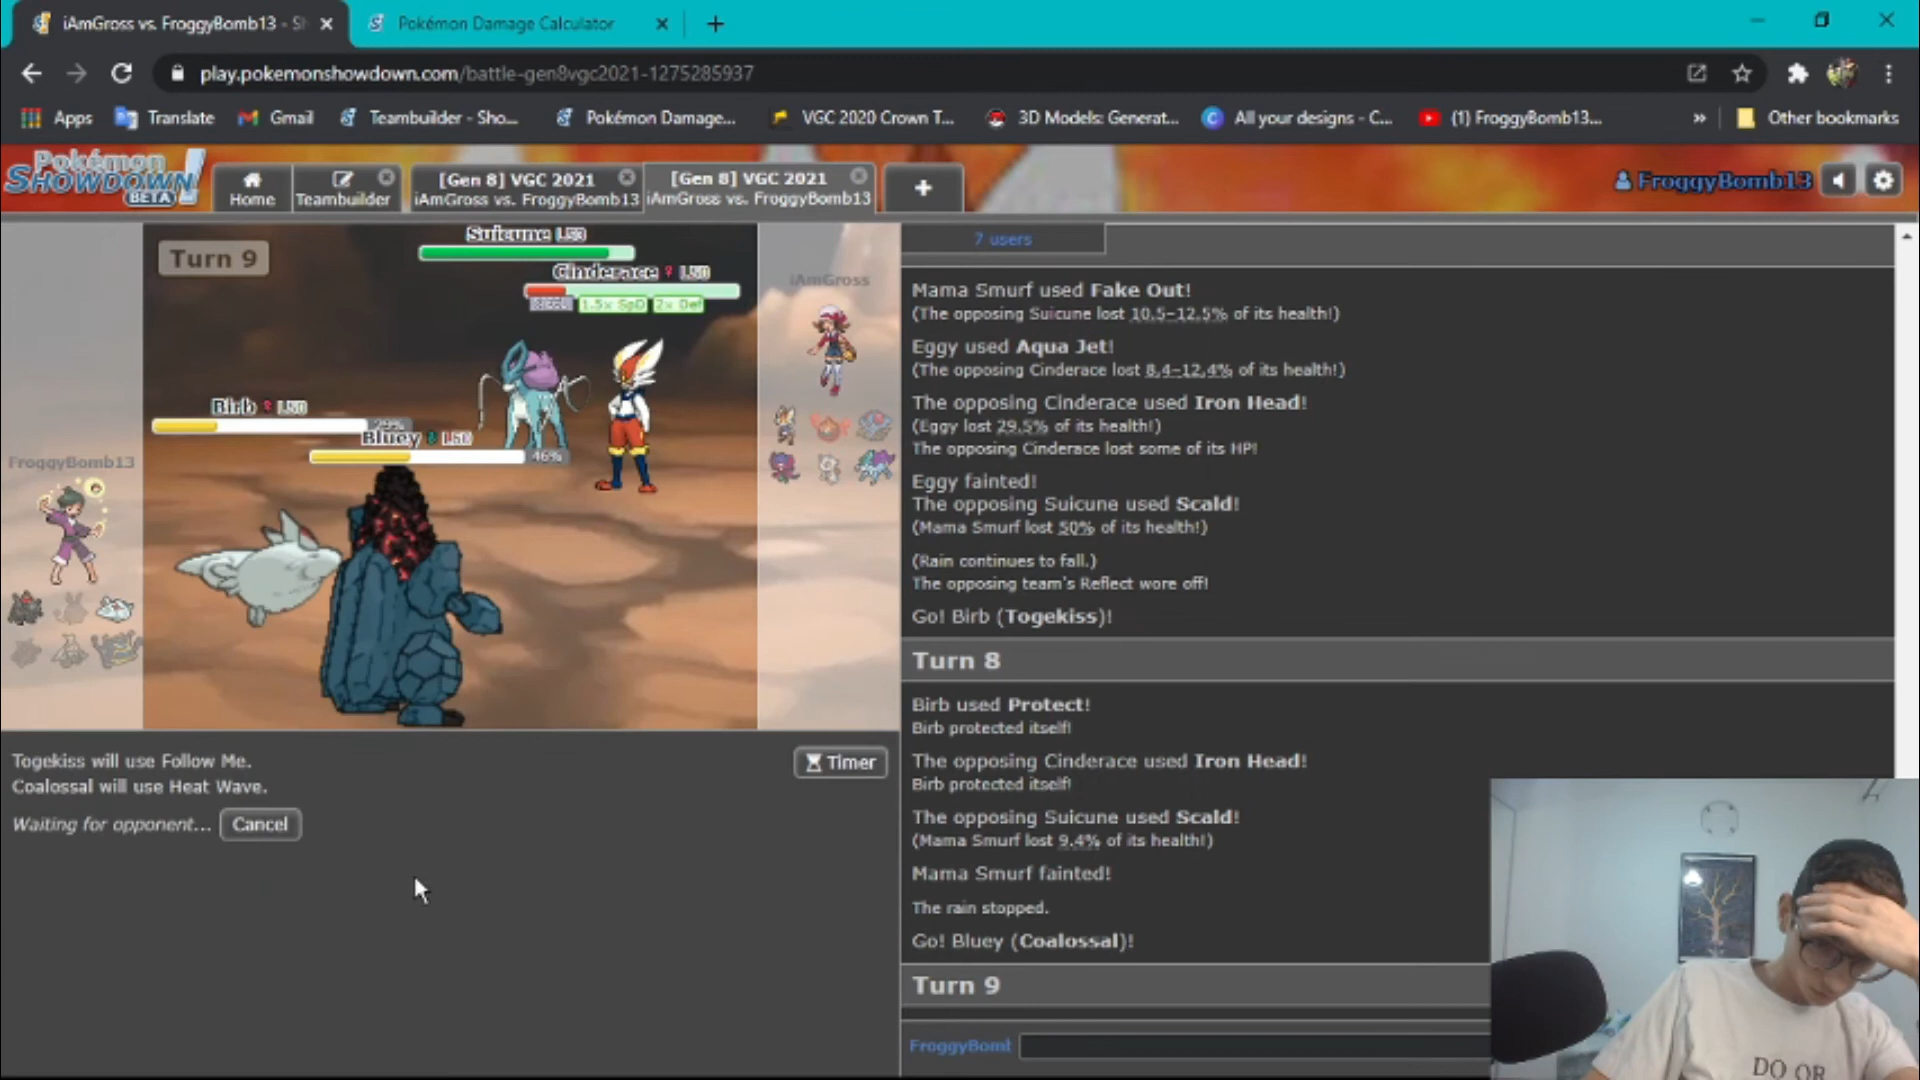 iAmGross vs. FroggyBomb13 - S
Pokémon Damage Calculator
play.pokemonshowdown.com/battle-gen8vgc2021-1275285937
Apps
Translate
Gmail
Teambuilder - Sho...
Pokémon Damage...
VGC 2020 Crown T...
3D Models: Generat...
All your designs - C...
(1) FroggyBomb13...
»
Other bookmarks
Pokémon
SHOWDOWN!
BETA
Home
Teambuilder
[Gen 8] VGC 2021
iAmGross vs. FroggyBomb13
[Gen 8] VGC 2021
iAmGross vs. FroggyBomb13
+
FroggyBomb13
Turn 9
Suicune L53
Cinderace L50
1.5x SpD 2x Def
iAmGross
Birb L50
29%
Bluey L50
46%
FroggyBomb13
Togekiss will use Follow Me.
Coalossal will use Heat Wave.
Waiting for opponent... Cancel
Timer
7 users
Mama Smurf used Fake Out!
(The opposing Suicune lost 10.5–12.5% of its health!)
Eggy used Aqua Jet!
(The opposing Cinderace lost 8.4–12.4% of its health!)
The opposing Cinderace used Iron Head!
(Eggy lost 29.5% of its health!)
The opposing Cinderace lost some of its HP!
Eggy fainted!
The opposing Suicune used Scald!
(Mama Smurf lost 50% of its health!)
(Rain continues to fall.)
The opposing team's Reflect wore off!
Go! Birb (Togekiss)!
Turn 8
Birb used Protect!
Birb protected itself!
The opposing Cinderace used Iron Head!
Birb protected itself!
The opposing Suicune used Scald!
(Mama Smurf lost 9.4% of its health!)
Mama Smurf fainted!
The rain stopped.
Go! Bluey (Coalossal)!
Turn 9
FroggyBom
DO OR